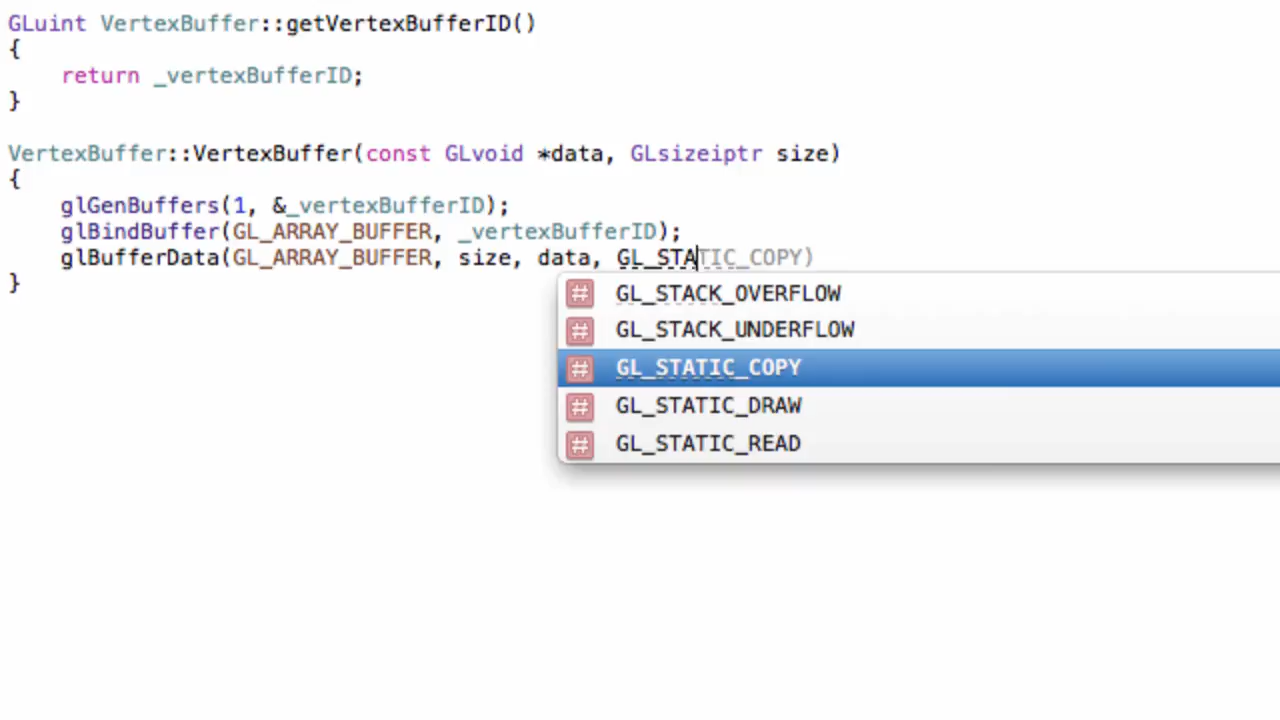 GLuint VertexBuffer::getVertexBufferID()
{
    return _vertexBufferID;
}
VertexBuffer::VertexBuffer(const GLvoid *data, GLsizeiptr size)
{
    glGenBuffers(1, &_vertexBufferID);
    glBindBuffer(GL_ARRAY_BUFFER, _vertexBufferID);
    glBufferData(GL_ARRAY_BUFFER, size, data, GL_STATIC_COPY)
}
# GL_STACK_OVERFLOW
# GL_STACK_UNDERFLOW
# GL_STATIC_COPY
# GL_STATIC_DRAW
# GL_STATIC_READ